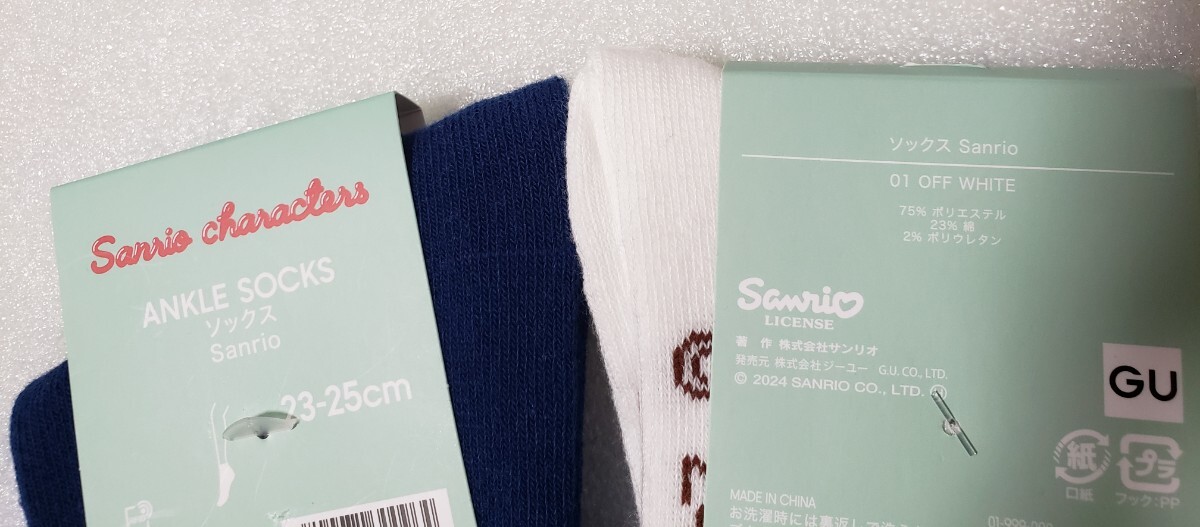 Sanrio characters
ANKLE SOCKS
ソックス
Sanrio
23-25cm
ソックス Sanrio
01 OFF WHITE
75% ポリエステル
23% 綿
2% ポリウレタン
Sanrio
LICENSE
著 作 株式会社サンリオ
発売元 株式会社ジーユー G.U. CO., LTD.
© 2024 SANRIO CO., LTD.
GU
紙
プラ
口紙
フック:PP
MADE IN CHINA
お洗濯時には裏返しで洗